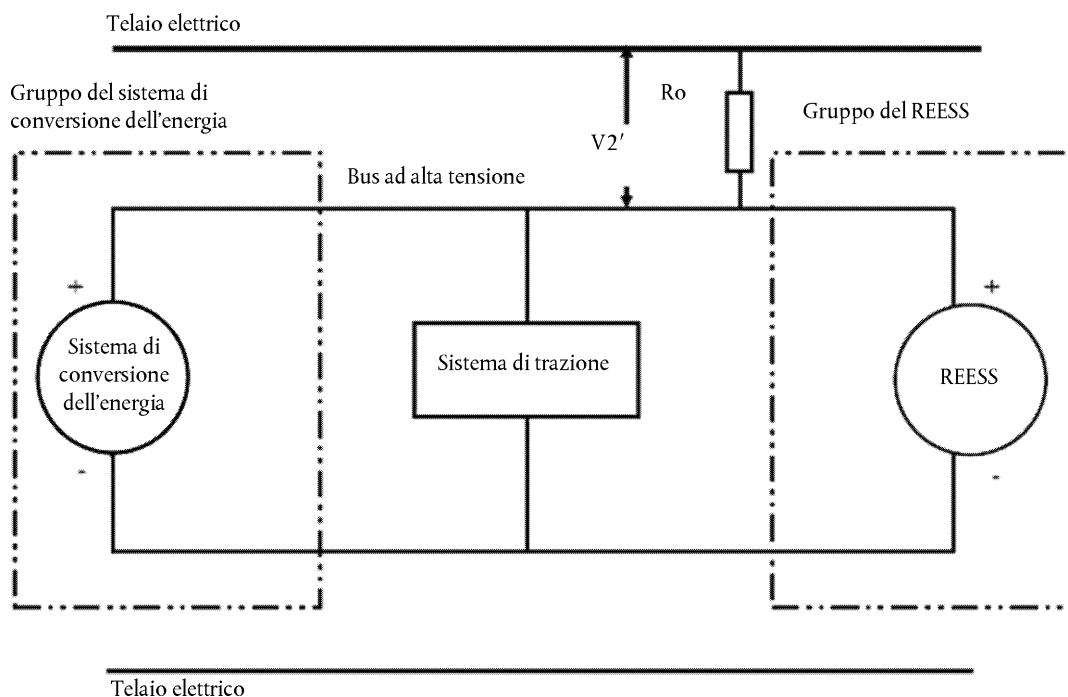 Telaio elettrico
Gruppo del sistema di
conversione dell'energia
Ro
Gruppo del REESS
V2′
Bus ad alta tensione
+
+
Sistema di
conversione
dell'energia
Sistema di trazione
REESS
-
-
Telaio elettrico